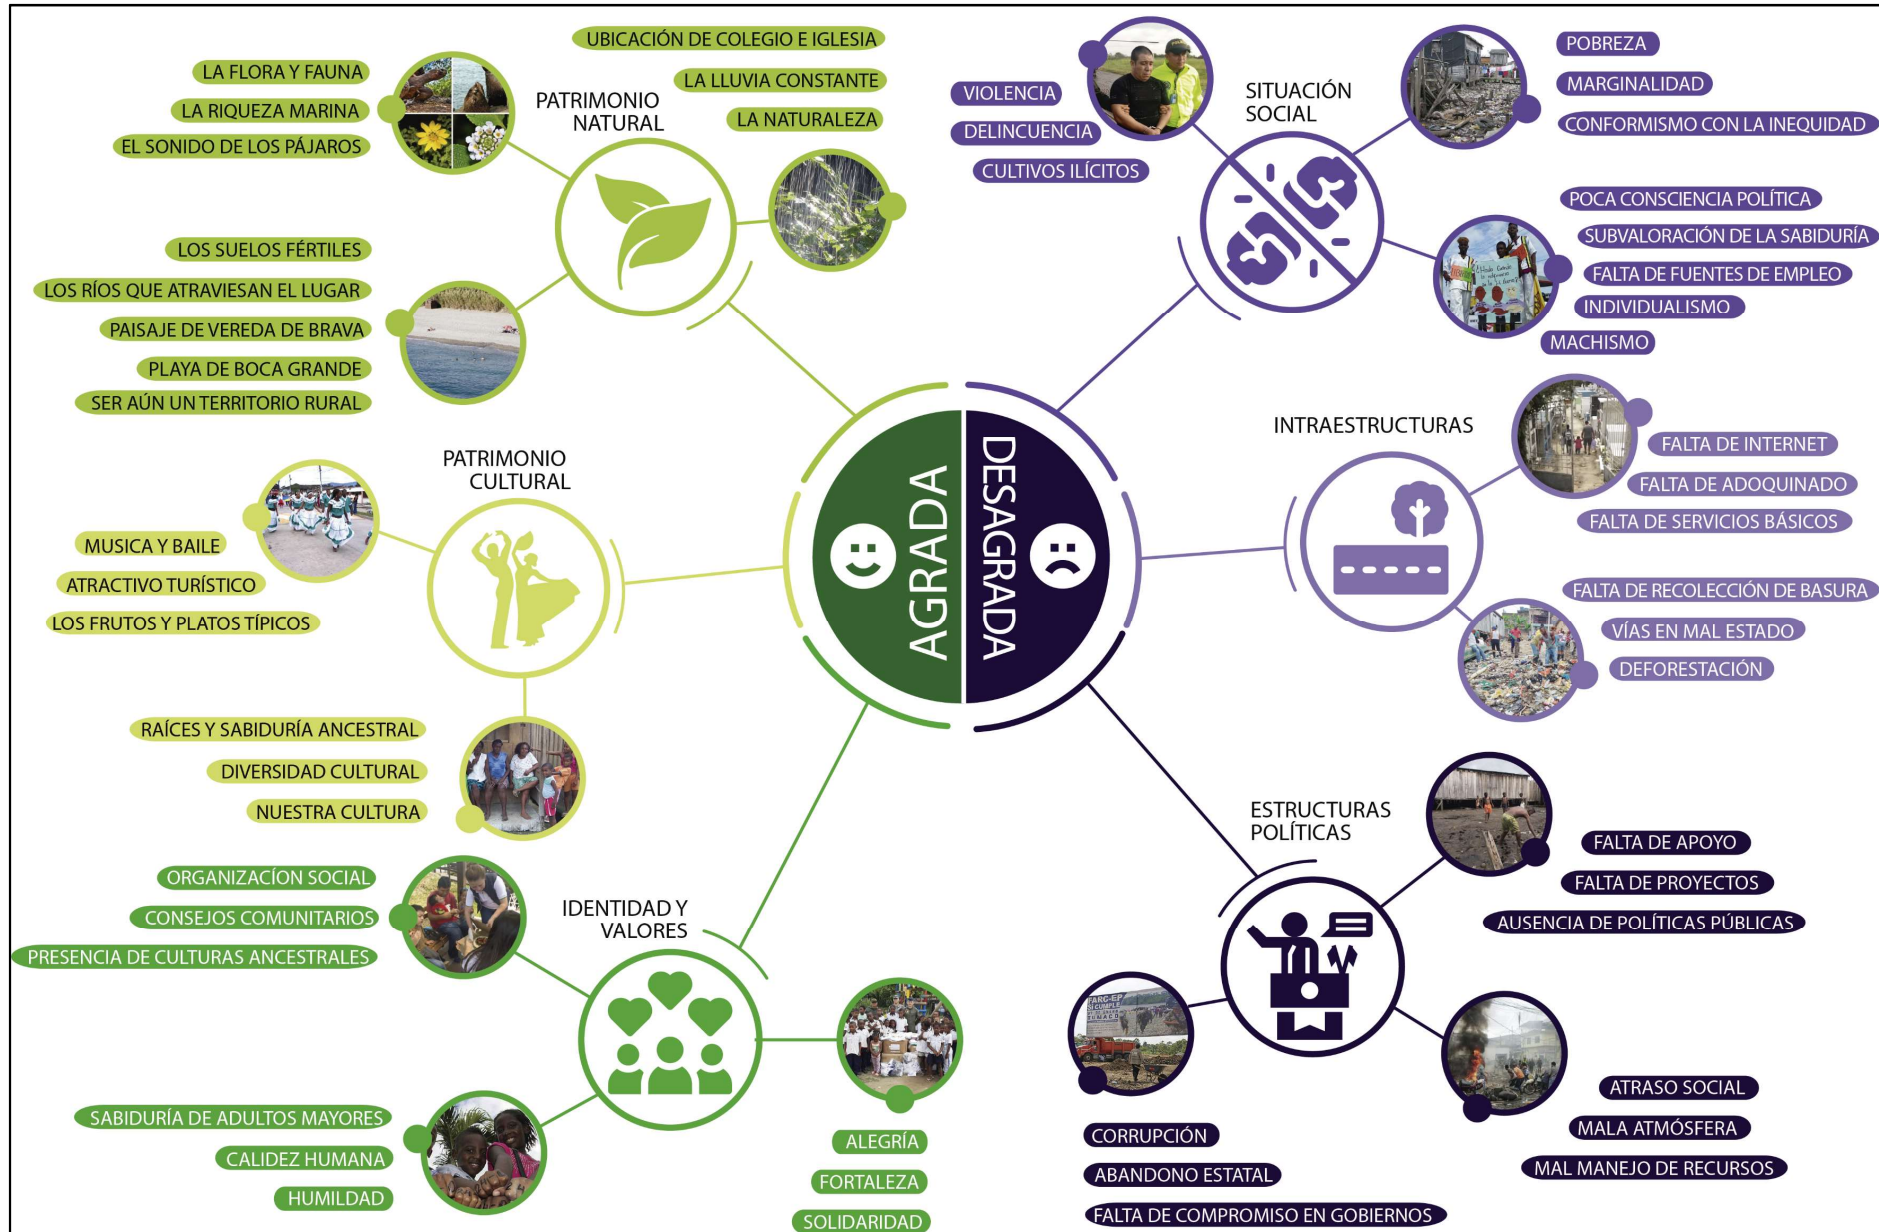 UBICACIÓN DE COLEGIO E IGLESIA
LA LLUVIA CONSTANTE
LA NATURALEZA
LA FLORA Y FAUNA
LA RIQUEZA MARINA
EL SONIDO DE LOS PÁJAROS
PATRIMONIO
NATURAL
LOS SUELOS FÉRTILES
LOS RÍOS QUE ATRAVIESAN EL LUGAR
PAISAJE DE VEREDA DE BRAVA
PLAYA DE BOCA GRANDE
SER AÚN UN TERRITORIO RURAL
PATRIMONIO
CULTURAL
MUSICA Y BAILE
ATRACTIVO TURÍSTICO
LOS FRUTOS Y PLATOS TÍPICOS
RAÍCES Y SABIDURÍA ANCESTRAL
DIVERSIDAD CULTURAL
NUESTRA CULTURA
ORGANIZACÍON SOCIAL
CONSEJOS COMUNITARIOS
PRESENCIA DE CULTURAS ANCESTRALES
IDENTIDAD Y
VALORES
SABIDURÍA DE ADULTOS MAYORES
CALIDEZ HUMANA
HUMILDAD
ALEGRÍA
FORTALEZA
SOLIDARIDAD
AGRADA
DESAGRADA
VIOLENCIA
DELINCUENCIA
CULTIVOS ILÍCITOS
SITUACIÓN
SOCIAL
POBREZA
MARGINALIDAD
CONFORMISMO CON LA INEQUIDAD
POCA CONSCIENCIA POLÍTICA
SUBVALORACIÓN DE LA SABIDURÍA
FALTA DE FUENTES DE EMPLEO
INDIVIDUALISMO
MACHISMO
INTRAESTRUCTURAS
FALTA DE INTERNET
FALTA DE ADOQUINADO
FALTA DE SERVICIOS BÁSICOS
FALTA DE RECOLECCIÓN DE BASURA
VÍAS EN MAL ESTADO
DEFORESTACIÓN
ESTRUCTURAS
POLÍTICAS
FALTA DE APOYO
FALTA DE PROYECTOS
AUSENCIA DE POLÍTICAS PÚBLICAS
FARC-EP
SI CUMPLE
TUMACO
CORRUPCIÓN
ABANDONO ESTATAL
FALTA DE COMPROMISO EN GOBIERNOS
ATRASO SOCIAL
MALA ATMÓSFERA
MAL MANEJO DE RECURSOS